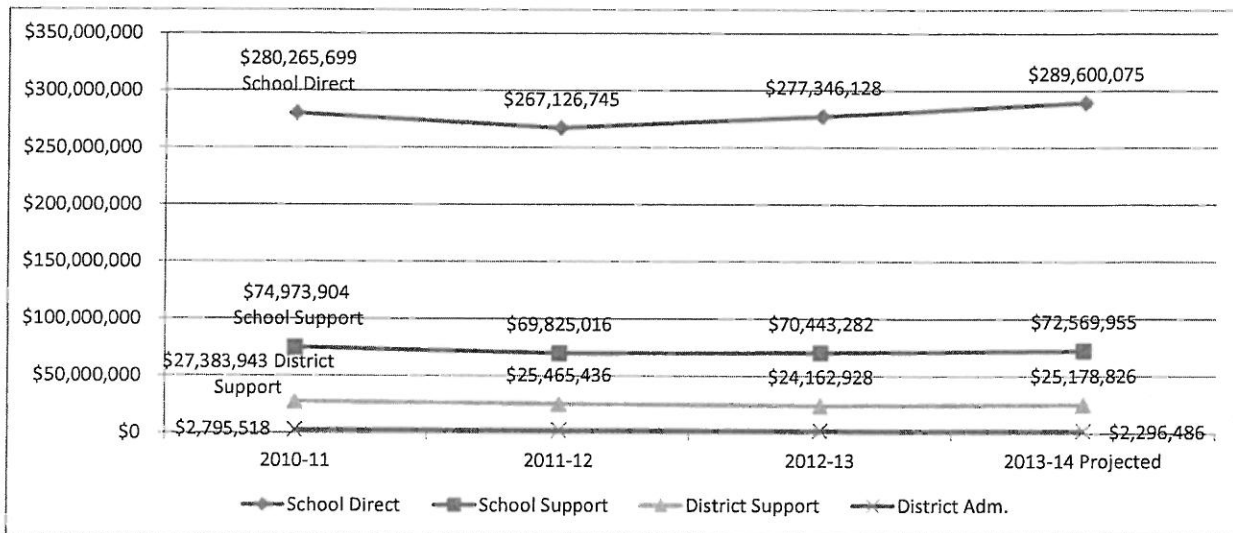 $350,000,000
$300,000,000
$250,000,000
$200,000,000
$150,000,000
$100,000,000
$50,000,000
$0
$280,265,699
School Direct
$267,126,745
$277,346,128
$289,600,075
$74,973,904
School Support
$69,825,016
$70,443,282
$72,569,955
$27,383,943 District
Support
$25,465,436
$24,162,928
$25,178,826
$2,795,518
$2,296,486
2010-11
2011-12
2012-13
2013-14 Projected
School Direct
School Support
District Support
District Adm.